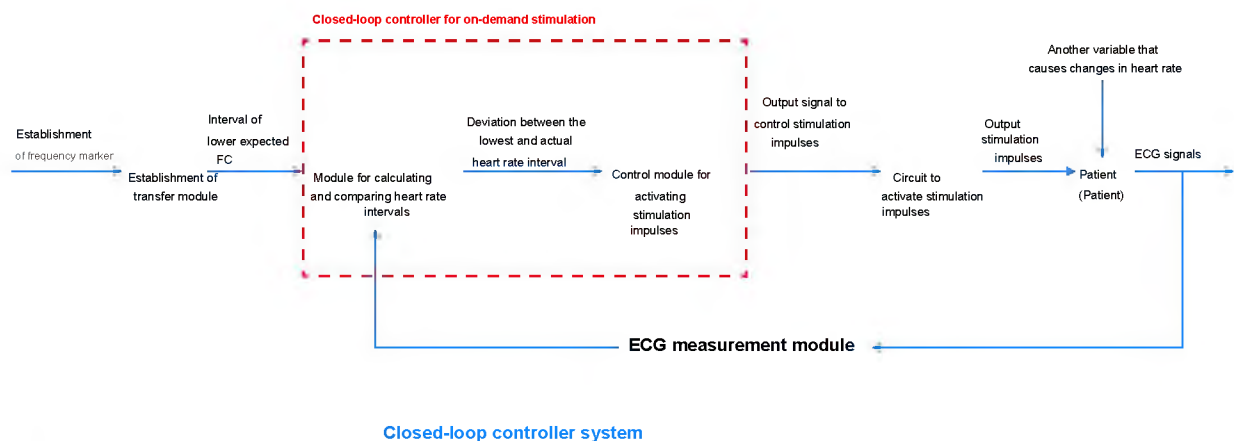 Closed-loop controller for on-demand stimulation
Another variable that
causes changes in heart rate
Establishment
of frequency marker
Interval of
lower expected
FC
Establishment of
transfer module
Module for calculating
and comparing heart rate
intervals
Deviation between the
lowest and actual
heart rate interval
Control module for
activating
stimulation
impulses
Output signal to
control stimulation
impulses
Circuit to
activate stimulation
impulses
Output
stimulation
impulses
Patient
(Patient)
ECG signals
ECG measurement module
Closed-loop controller system